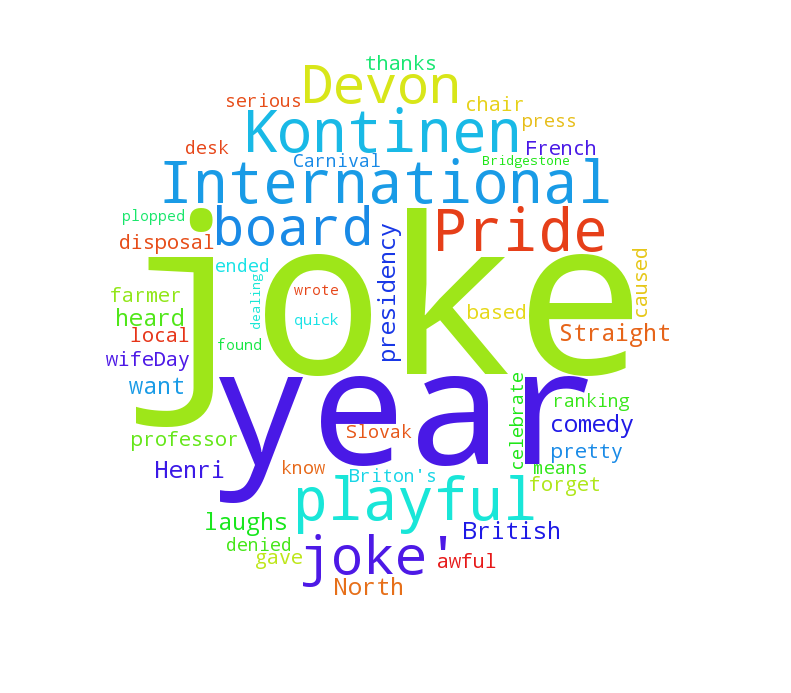 thanks
Devon
serious
chair
Kontinen
press
desk
Carnival
French
Bridgestone
International
plopped
board
Pride
disposal
presidency
joke
caused
ended
dealing
wrote
farmer
heard
quick
based
Straight
local
found
wifeDay
want
year
celebrate
ranking
professor
Slovak
comedy
pretty
Henri
know
Briton's
means
playful
forget
laughs
British
denied
gave
joke'
awful
North